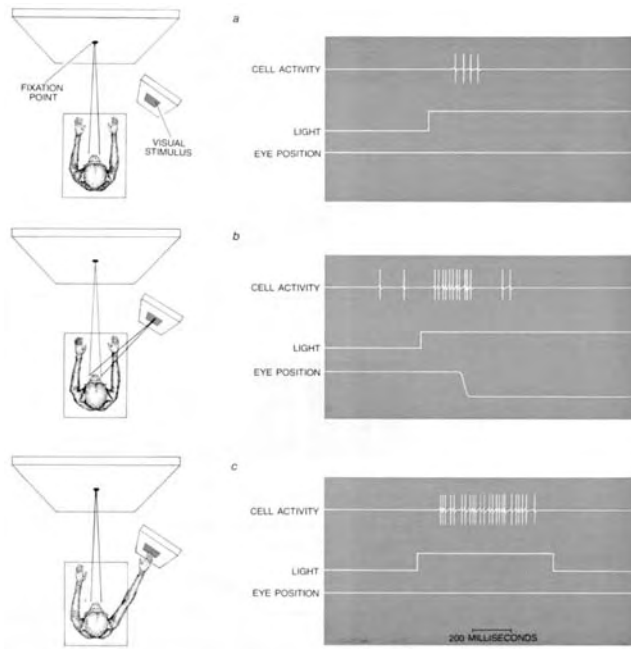 a
CELL ACTIVITY
FIXATION
POINT
VISUAL
STIMULUS
LIGHT
EYE POSITION
b
CELL ACTIVITY
LIGHT
EYE POSITION
c
CELL ACTIVITY
LIGHT
EYE POSITION
200 MILLISECONDS